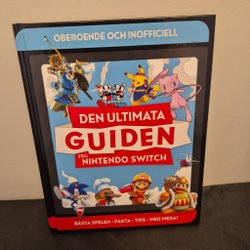 OBEROENDE OCH INOFFICIELL
DEN ULTIMATA
GUIDEN
TILL
NINTENDO SWITCH
BÄSTA SPELEN • FAKTA • TIPS • MED MERA!